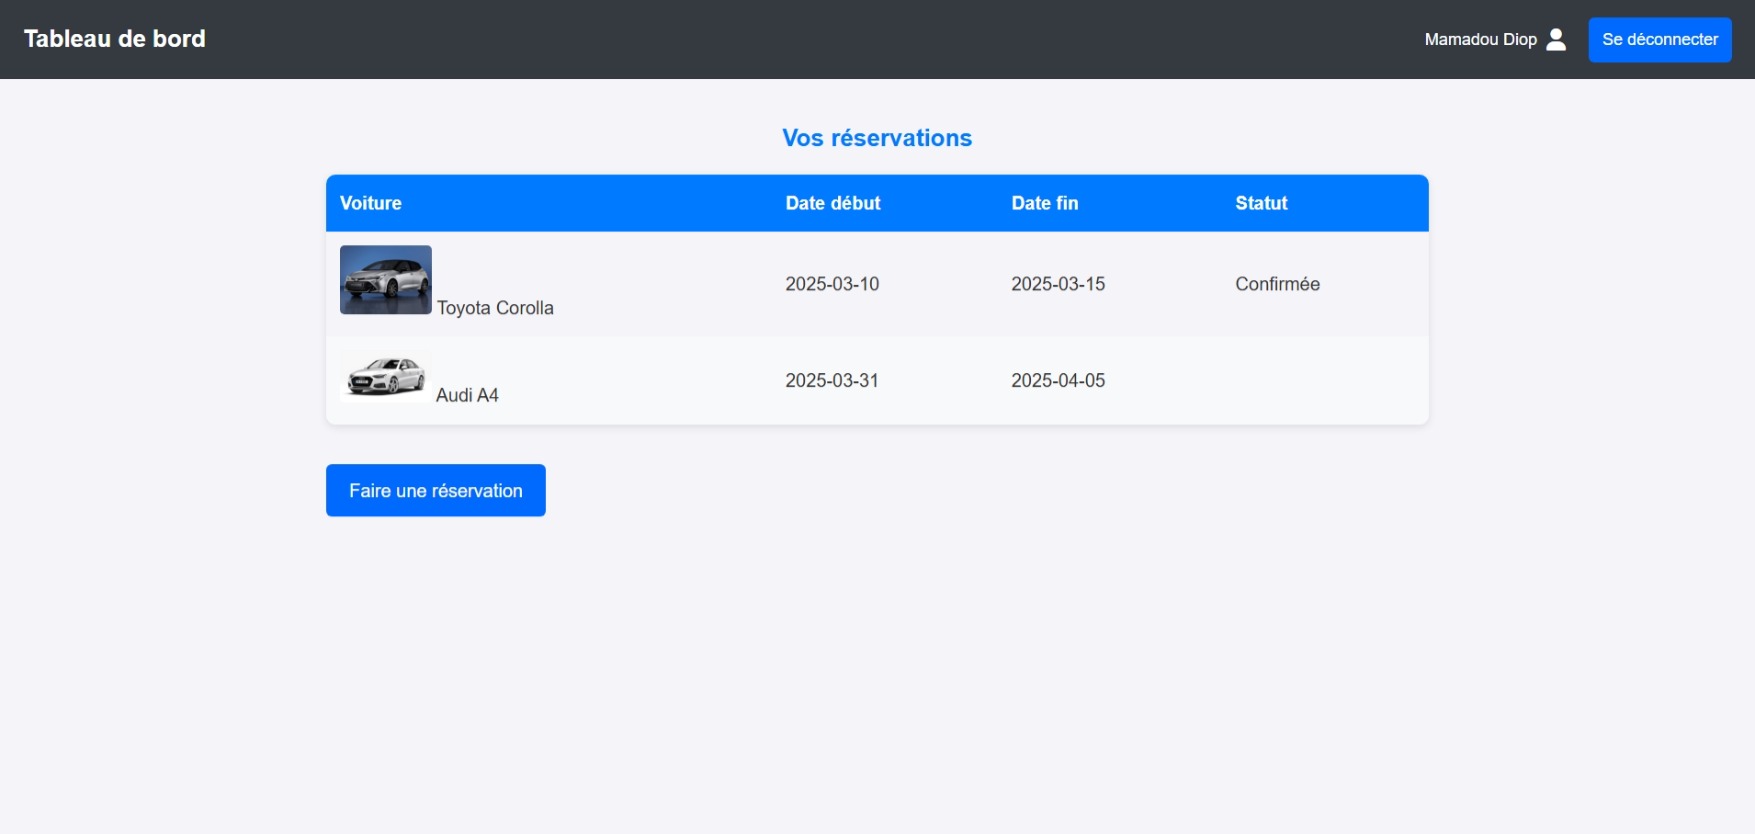 Tableau de bord
Mamadou Diop
Se déconnecter
Vos réservations
Voiture Date début Date fin Statut
Toyota Corolla 2025-03-10 2025-03-15 Confirmée
Audi A4 2025-03-31 2025-04-05
Faire une réservation